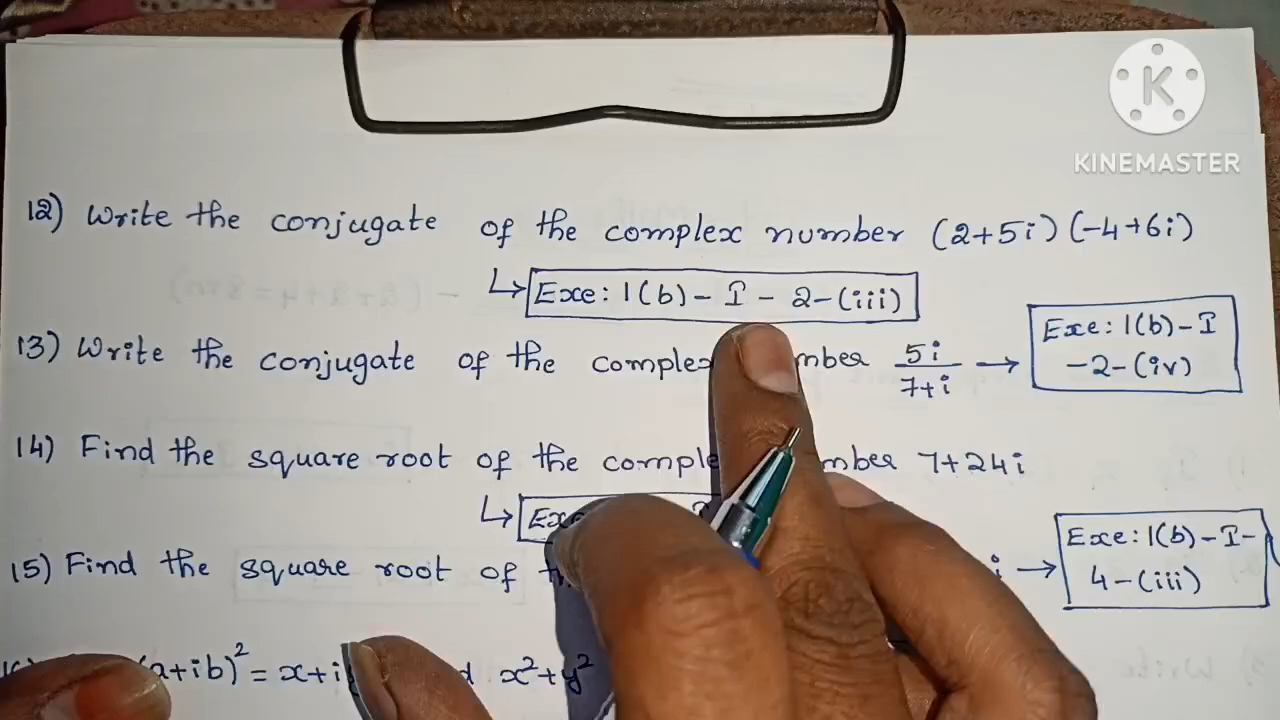 KINEMASTER
12) Write the conjugate of the complex number (2+5i)(-4+6i)
↳ Exe: 1(b)- I - 2-(iii)
13) Write the conjugate of the complex 5i/7+i → Exe: 1(b)-I -2-(iv)
14) Find the square root of the 7+24i
↳
15) Find the square root of i → Exe: 1(b)-I- 4-(iii)
(a+ib)² = x+i x²+y²